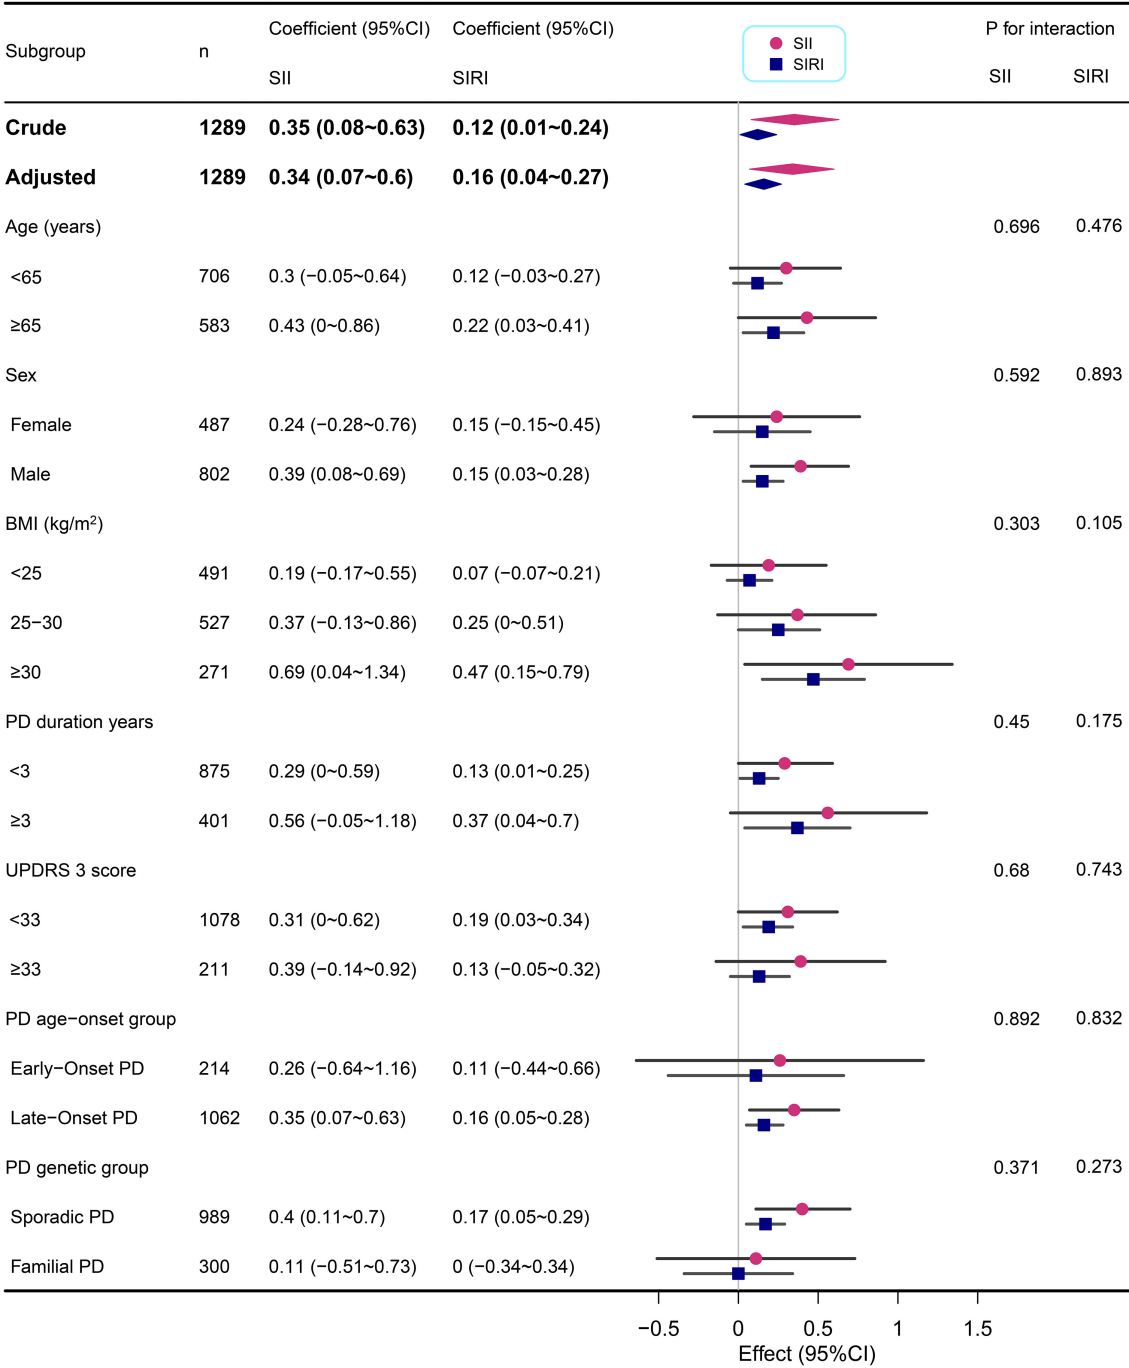 Subgroup n Coefficient (95%CI) SII Coefficient (95%CI) SIRI P for interaction SII SIRI
SII
SIRI
Crude 1289 0.35 (0.08~0.63) 0.12 (0.01~0.24)
Adjusted 1289 0.34 (0.07~0.6) 0.16 (0.04~0.27)
Age (years) 0.696 0.476
<65 706 0.3 (−0.05~0.64) 0.12 (−0.03~0.27)
≥65 583 0.43 (0~0.86) 0.22 (0.03~0.41)
Sex 0.592 0.893
Female 487 0.24 (−0.28~0.76) 0.15 (−0.15~0.45)
Male 802 0.39 (0.08~0.69) 0.15 (0.03~0.28)
BMI (kg/m²) 0.303 0.105
<25 491 0.19 (−0.17~0.55) 0.07 (−0.07~0.21)
25−30 527 0.37 (−0.13~0.86) 0.25 (0~0.51)
≥30 271 0.69 (0.04~1.34) 0.47 (0.15~0.79)
PD duration years 0.45 0.175
<3 875 0.29 (0~0.59) 0.13 (0.01~0.25)
≥3 401 0.56 (−0.05~1.18) 0.37 (0.04~0.7)
UPDRS 3 score 0.68 0.743
<33 1078 0.31 (0~0.62) 0.19 (0.03~0.34)
≥33 211 0.39 (−0.14~0.92) 0.13 (−0.05~0.32)
PD age−onset group 0.892 0.832
Early−Onset PD 214 0.26 (−0.64~1.16) 0.11 (−0.44~0.66)
Late−Onset PD 1062 0.35 (0.07~0.63) 0.16 (0.05~0.28)
PD genetic group 0.371 0.273
Sporadic PD 989 0.4 (0.11~0.7) 0.17 (0.05~0.29)
Familial PD 300 0.11 (−0.51~0.73) 0 (−0.34~0.34)
−0.5 0 0.5 1 1.5
Effect (95%CI)